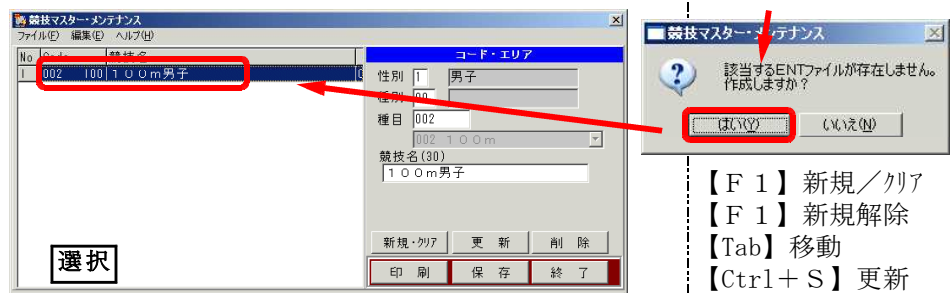 競技マスター・メンテナンス
ファイル(F) 編集(E) ヘルプ(H)
No Code 競技名
1 002 100 100m男子
コード・エリア
性別 1 男子
種別 00
種目 002
002 100m
競技名(30)
100m男子
新規・クリア 更 新 削 除
印 刷 保 存 終 了
選択
競技マスター・メンテナンス
該当するENTファイルが存在しません。
作成しますか?
はい(Y) いいえ(N)
【F1】新規/クリア
【F1】新規解除
【Tab】移動
【Ctrl+S】更新